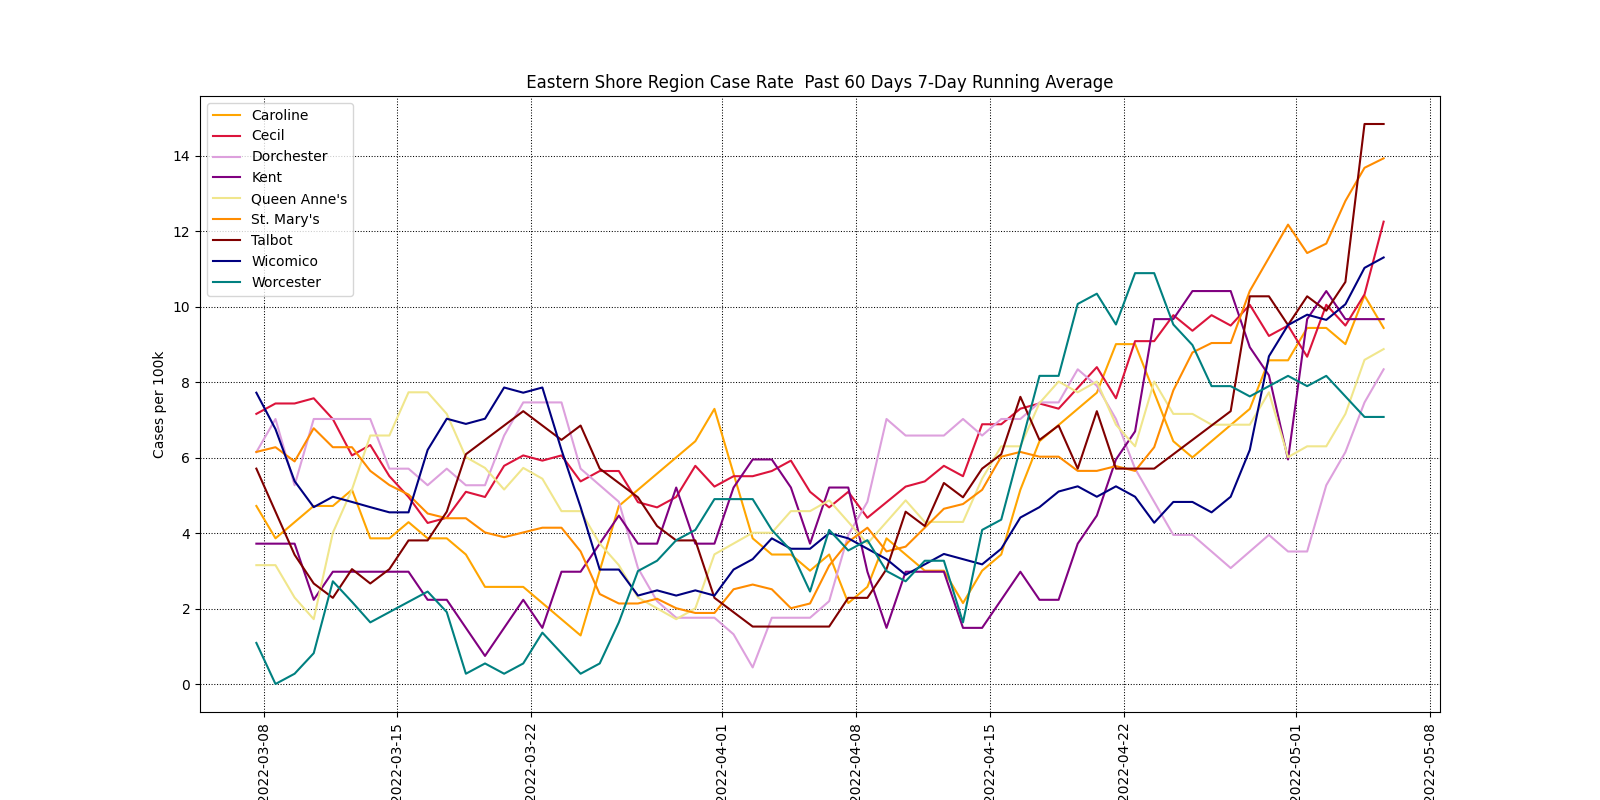 Eastern Shore Region Case Rate  Past 60 Days 7-Day Running Average
Caroline
Cecil
Dorchester
Kent
Queen Anne's
St. Mary's
Talbot
Wicomico
Worcester
Cases per 100k
14
12
10
8
6
4
2
0
2022-03-08
2022-03-15
2022-03-22
2022-04-01
2022-04-08
2022-04-15
2022-04-22
2022-05-01
2022-05-08